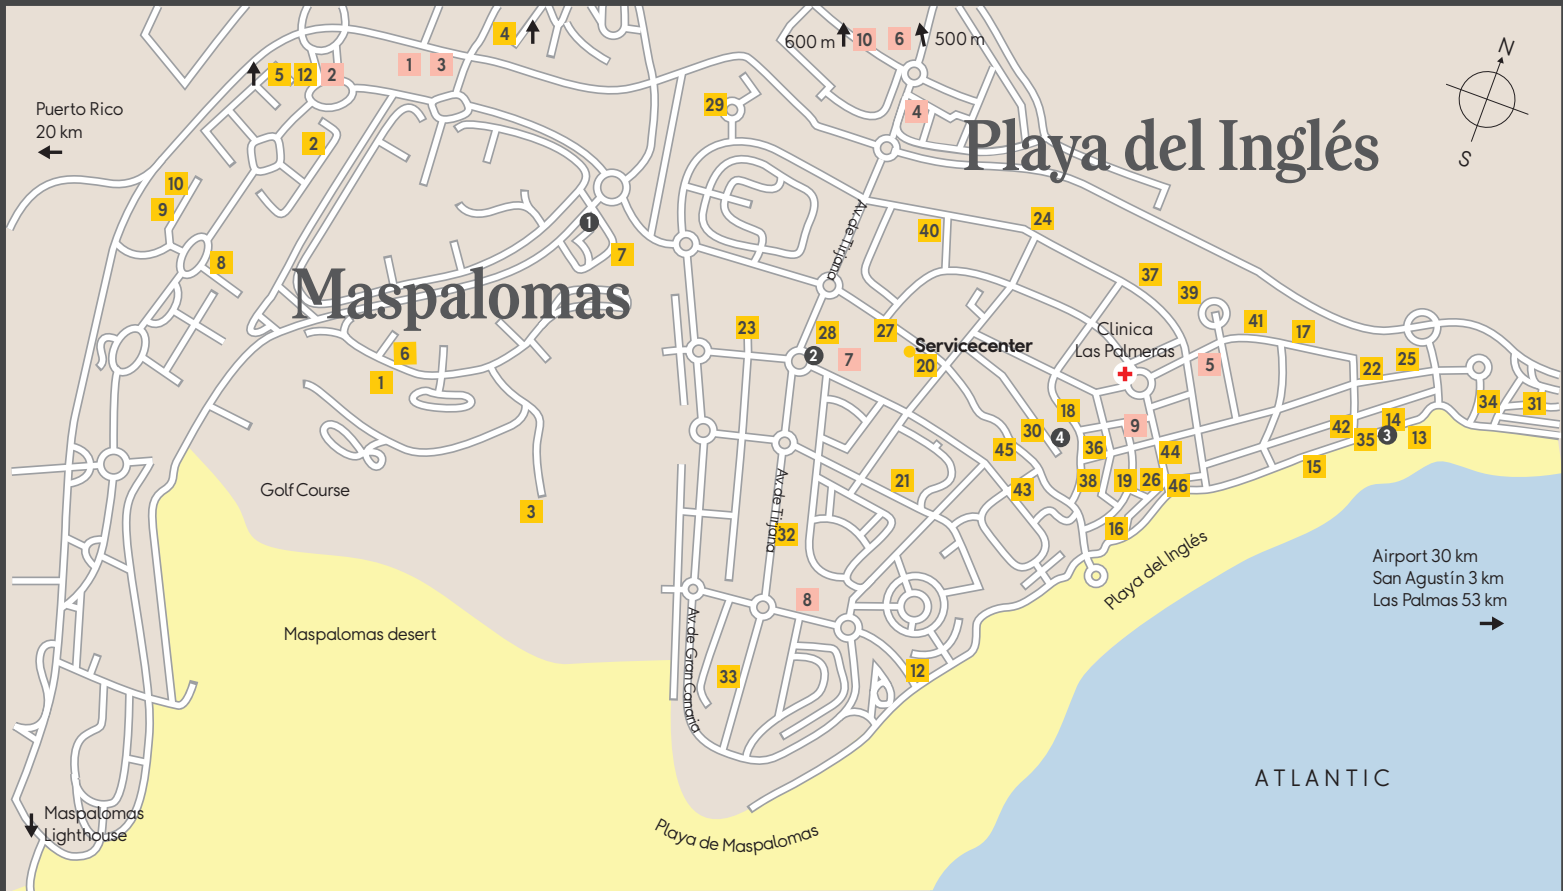 4
600 m
10
6
500 m
N
5
12
2
1
3
Puerto Rico
20 km
29
4
Playa del Inglés
S
2
10
9
1
7
8
Av. de Tirjana
40
24
37
39
Maspalomas
23
28
27
Servicecenter
20
2
7
Clinica
Las Palmeras
5
41
17
22
25
34
31
6
1
18
30
4
45
36
9
44
42
14
35
3
13
15
Golf Course
3
21
43
38
19
26
46
16
Av. de Tirjana
32
Playa del Inglés
Airport 30 km
San Agustín 3 km
Las Palmas 53 km
8
Maspalomas desert
Av. de Gran Canaria
33
12
ATLANTIC
Maspalomas
Lighthouse
Playa de Maspalomas